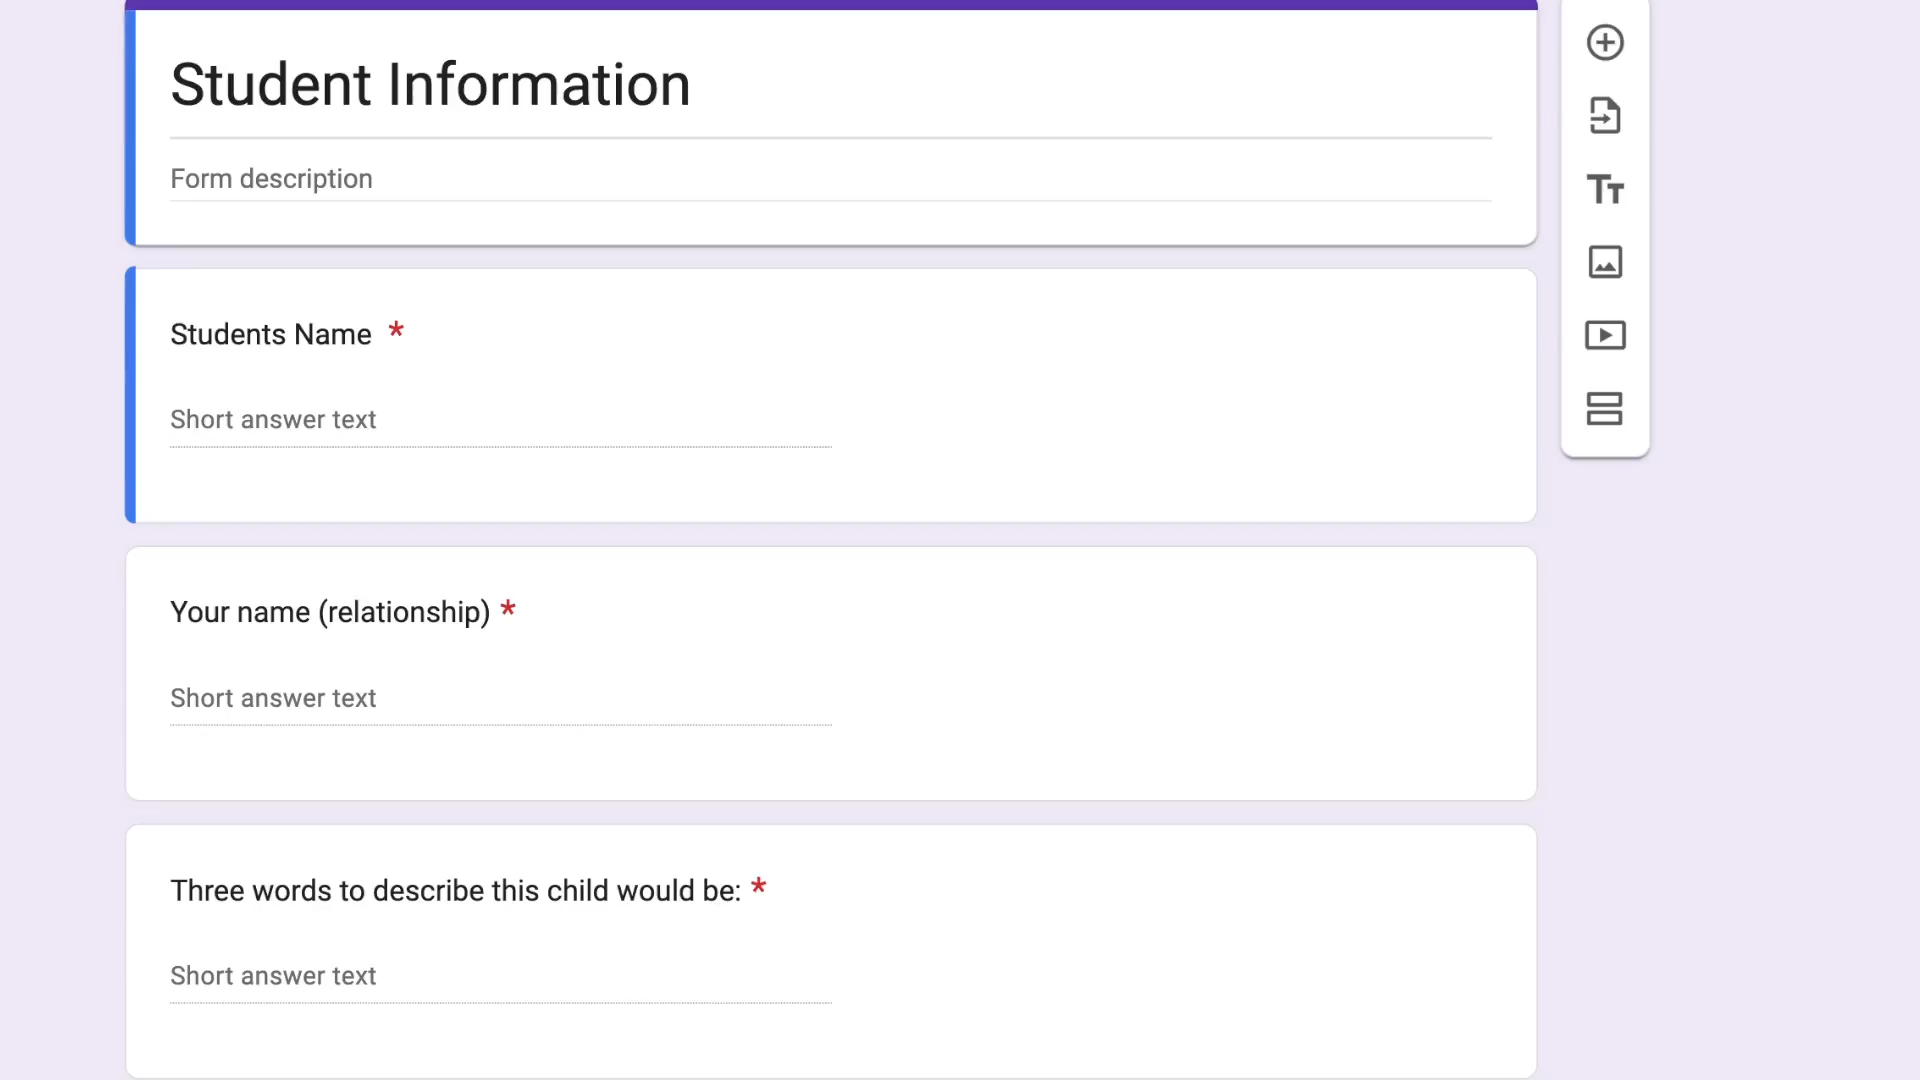 Student Information
Form description
Students Name *
Short answer text
Your name (relationship) *
Short answer text
Three words to describe this child would be: *
Short answer text